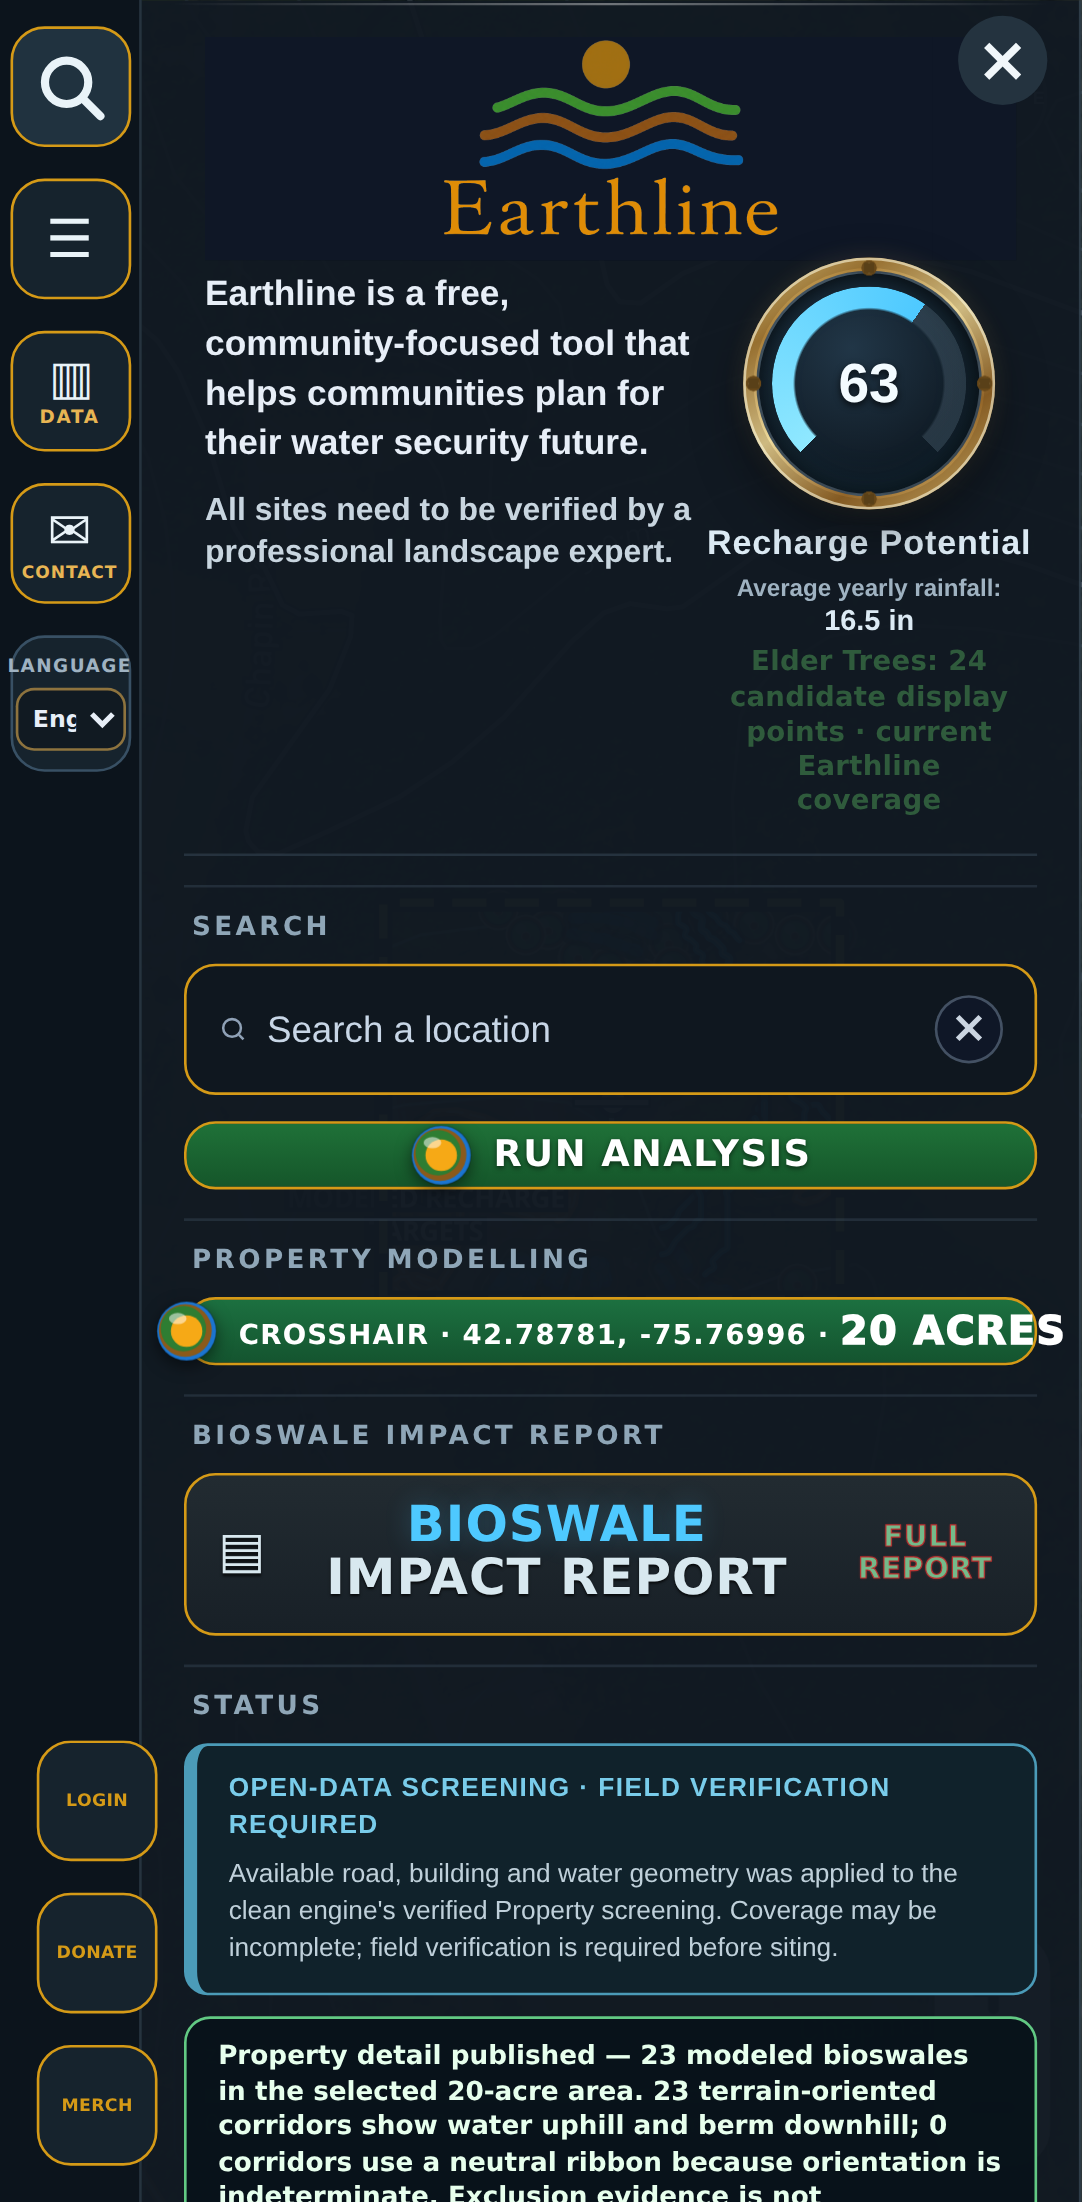 Earthline
Earthline is a free,
community-focused tool that
helps communities plan for
their water security future.
All sites need to be verified by a
professional landscape expert.
63
Recharge Potential
Average yearly rainfall:
16.5 in
Elder Trees: 24
candidate display
points · current
Earthline
coverage
DATA
CONTACT
LANGUAGE
Eng
SEARCH
Search a location
RUN ANALYSIS
PROPERTY MODELLING
CROSSHAIR · 42.78781, -75.76996 · 20 ACRES
BIOSWALE IMPACT REPORT
BIOSWALE
IMPACT REPORT
FULL
REPORT
STATUS
OPEN-DATA SCREENING · FIELD VERIFICATION
REQUIRED
Available road, building and water geometry was applied to the
clean engine's verified Property screening. Coverage may be
incomplete; field verification is required before siting.
Property detail published — 23 modeled bioswales
in the selected 20-acre area. 23 terrain-oriented
corridors show water uphill and berm downhill; 0
corridors use a neutral ribbon because orientation is
indeterminate. Exclusion evidence is not
LOGIN
DONATE
MERCH